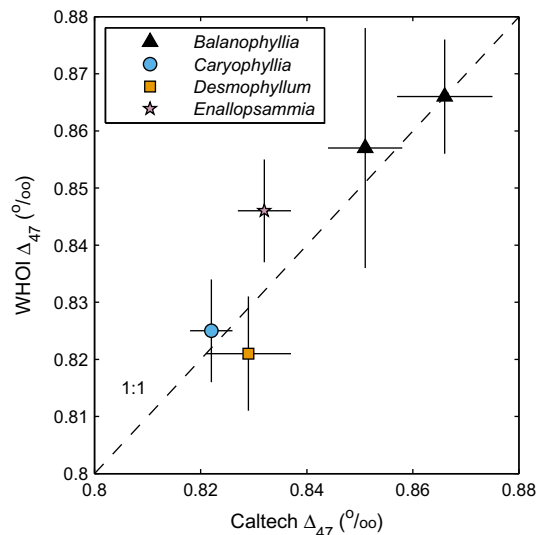 0.88
0.87
0.86
0.85
0.84
0.83
0.82
0.81
0.8
WHOI Δ47 (o/oo)
Balanophyllia
Caryophyllia
Desmophyllum
Enallopsammia
1:1
0.8 0.82 0.84 0.86 0.88
Caltech Δ47 (o/oo)